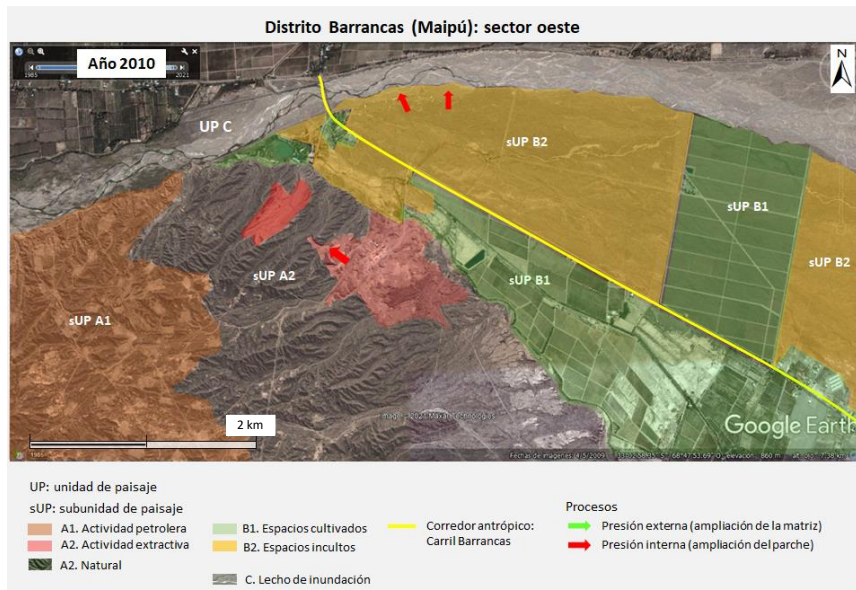 Distrito Barrancas (Maipú): sector oeste
Año 2010
1985
2021
N
UP C
sUP B2
sUP B1
sUP B2
sUP A2
sUP B1
sUP A1
2 km
Google Earth
1985
UP: unidad de paisaje
sUP: subunidad de paisaje
A1. Actividad petrolera
A2. Actividad extractiva
A2. Natural
B1. Espacios cultivados
B2. Espacios incultos
C. Lecho de inundación
Corredor antrópico:
Carril Barrancas
Procesos
Presión externa (ampliación de la matriz)
Presión interna (ampliación del parche)